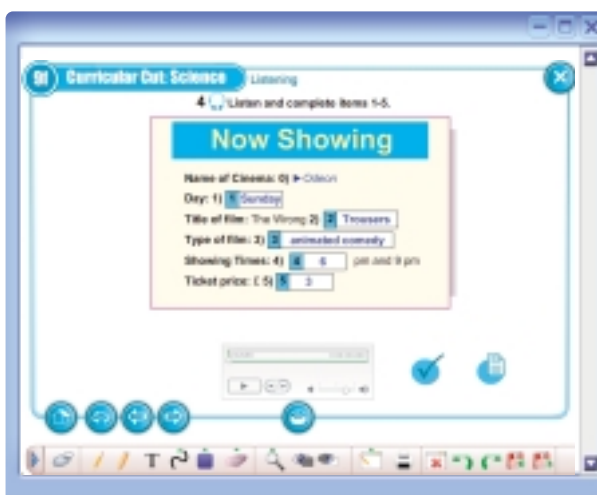 9f Curricular Cut: Science Listening
4 Listen and complete items 1-5.
Now Showing
Name of Cinema: 0) ▶ Odeon
Day: 1) 1 Sunday
Title of film: The Wrong 2) 2 Trousers
Type of film: 3) 3 animated comedy
Showing Times: 4) 4 6 pm and 9 pm
Ticket price: £ 5) 5 3
T